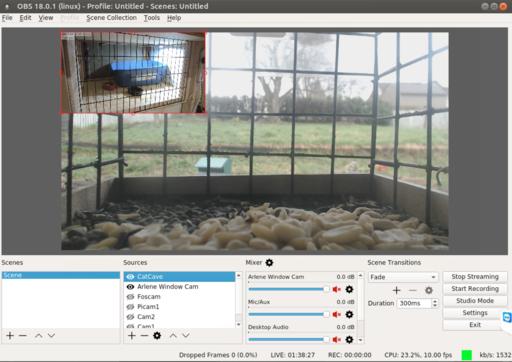 OBS 18.0.1 (linux) - Profile: Untitled - Scenes: Untitled
File Edit View Profile Scene Collection Tools Help
Scenes
Scene
Sources
CatCave
Arlene Window Cam
Foscam
Picam1
Cam2
Cam1
Mixer
Arlene Window Cam 0.0 dB
Mic/Aux 0.0 dB
Desktop Audio 0.0 dB
Scene Transitions
Fade
Duration 300ms
Stop Streaming
Start Recording
Studio Mode
Settings
Exit
Dropped Frames 0 (0.0%) LIVE: 01:38:27 REC: 00:00:00 CPU: 23.2%, 10.00 fps kb/s: 1532